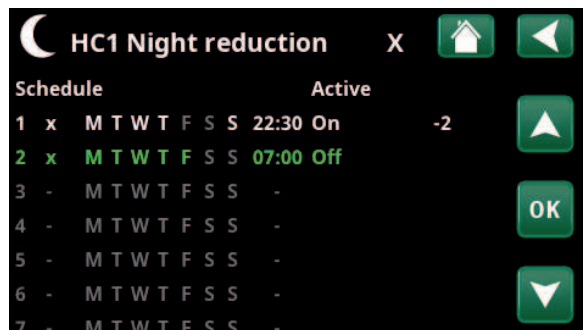 HC1 Night reduction X
Schedule Active
1 x M T W T F S S 22:30 On -2
2 x M T W T F S S 07:00 Off
3 - M T W T F S S -
4 - M T W T F S S -
OK
5 - M T W T F S S -
6 - M T W T F S S -
7 - M T W T F S S -